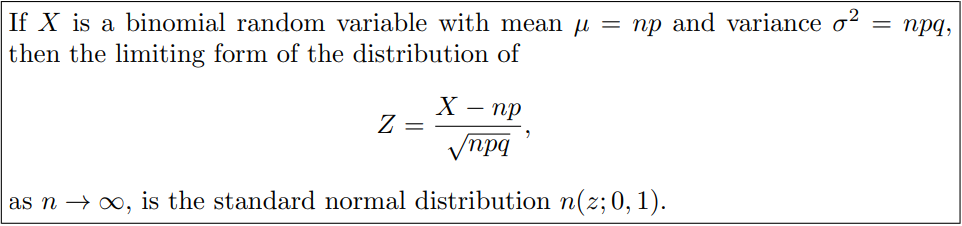 If X is a binomial random variable with mean μ = np and variance σ² = npq,
then the limiting form of the distribution of
Z = (X − np) / √npq,
as n → ∞, is the standard normal distribution n(z; 0, 1).